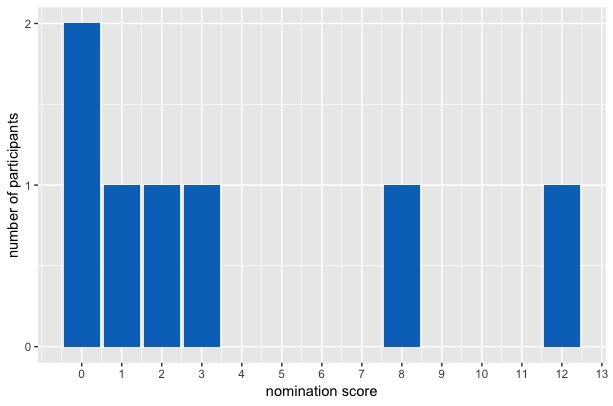 number of participants
2
1
0
0 1 2 3 4 5 6 7 8 9 10 11 12 13
nomination score